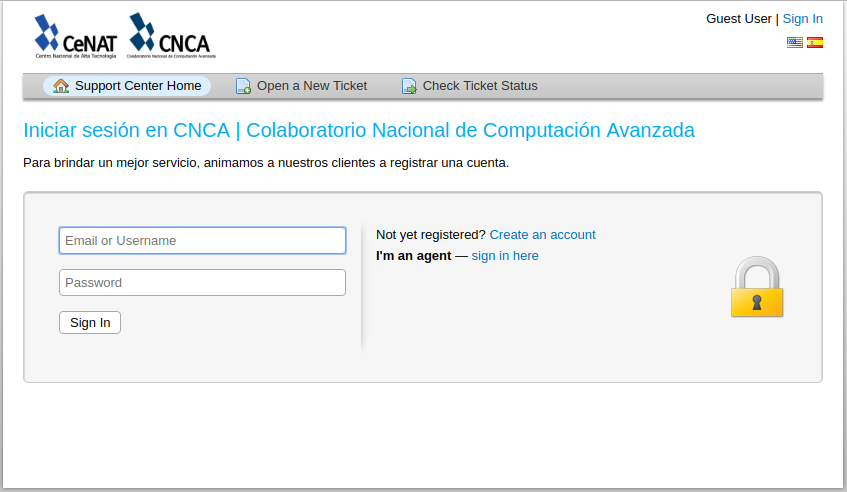 CeNAT
Centro Nacional de Alta Tecnología
CNCA
Colaboratorio Nacional de Computación Avanzada
Guest User | Sign In
Support Center Home
Open a New Ticket
Check Ticket Status
Iniciar sesión en CNCA | Colaboratorio Nacional de Computación Avanzada
Para brindar un mejor servicio, animamos a nuestros clientes a registrar una cuenta.
Email or Username
Password
Sign In
Not yet registered? Create an account
I'm an agent — sign in here